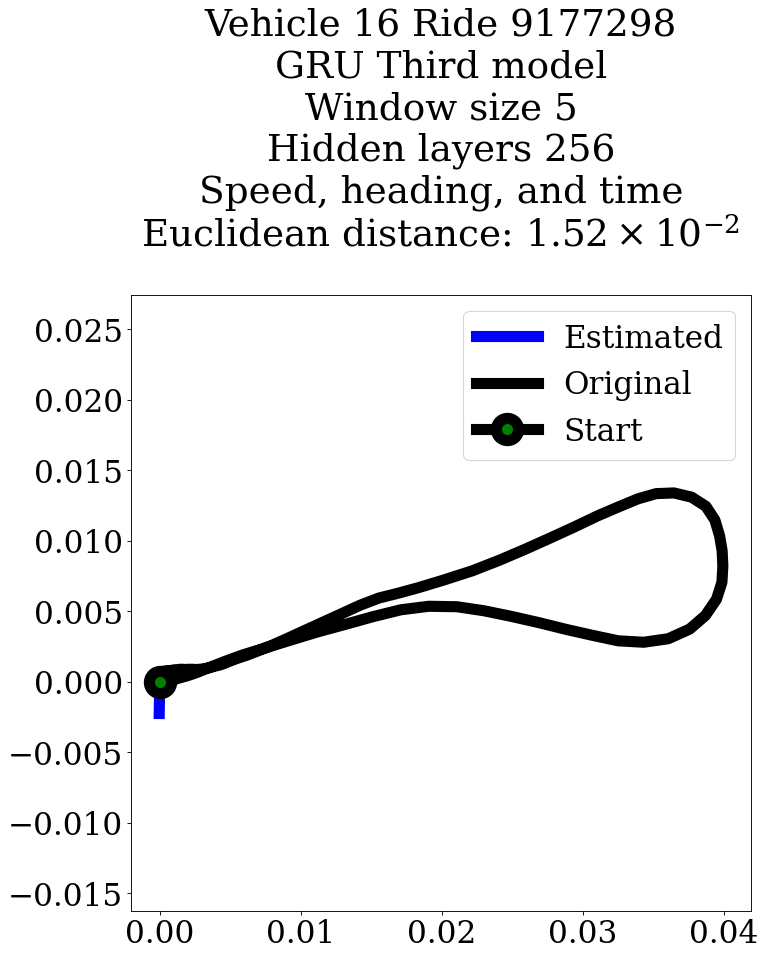 Vehicle 16 Ride 9177298
GRU Third model
Window size 5
Hidden layers 256
Speed, heading, and time
Euclidean distance: 1.52 × 10⁻²
Estimated
Original
Start
0.025
0.020
0.015
0.010
0.005
0.000
−0.005
−0.010
−0.015
0.00 0.01 0.02 0.03 0.04